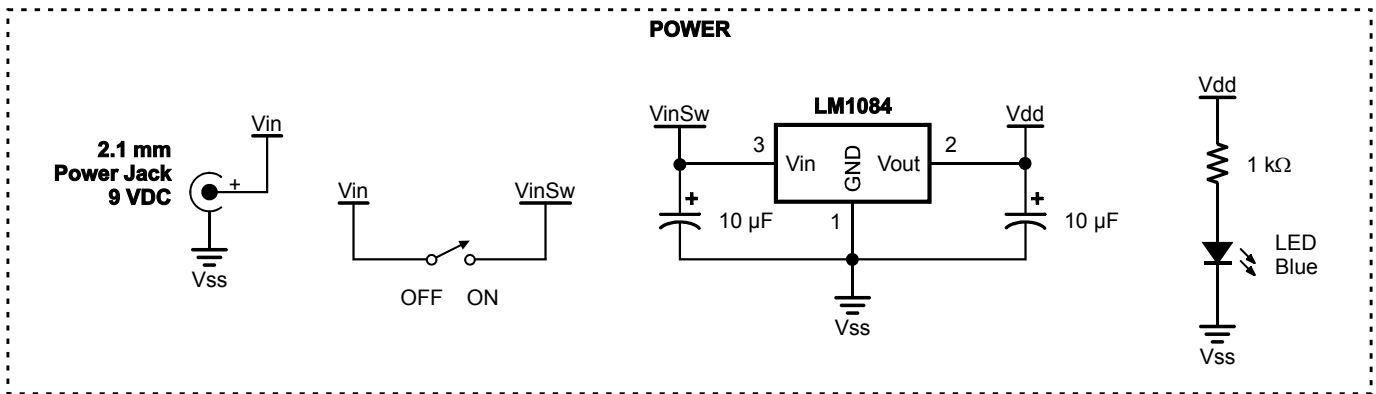 POWER
2.1 mm
Power Jack
9 VDC
Vin
+
Vss
Vin
VinSw
OFF ON
VinSw
LM1084
Vdd
3
Vin
GND
Vout
2
1
+
10 µF
+
10 µF
Vss
Vdd
1 kΩ
LED
Blue
Vss